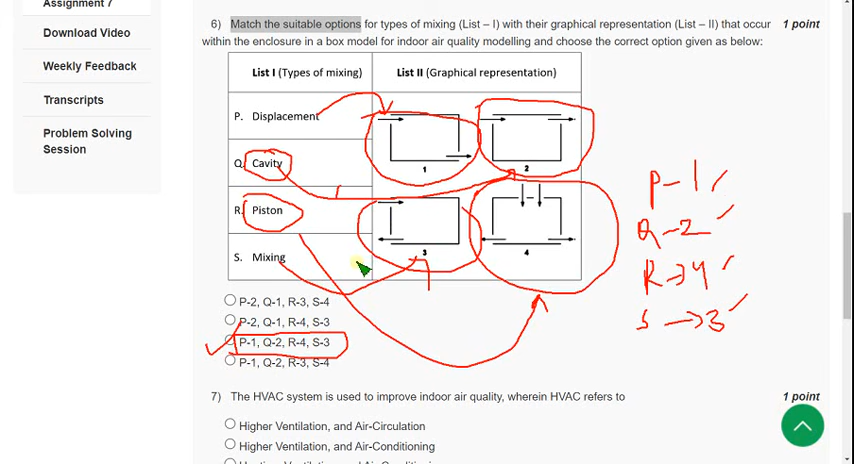 Assignment 7
Download Video
Weekly Feedback
Transcripts
Problem Solving
Session
6) Match the suitable options for types of mixing (List – I) with their graphical representation (List – II) that occur 1 point
within the enclosure in a box model for indoor air quality modelling and choose the correct option given as below:
List I (Types of mixing) List II (Graphical representation)
P. Displacement
Q. Cavity
R. Piston
S. Mixing
1
2
3
4
P-1
Q-2
R→4
S→3
P-2, Q-1, R-3, S-4
P-2, Q-1, R-4, S-3
P-1, Q-2, R-4, S-3
P-1, Q-2, R-3, S-4
7) The HVAC system is used to improve indoor air quality, wherein HVAC refers to 1 point
Higher Ventilation, and Air-Circulation
Higher Ventilation, and Air-Conditioning